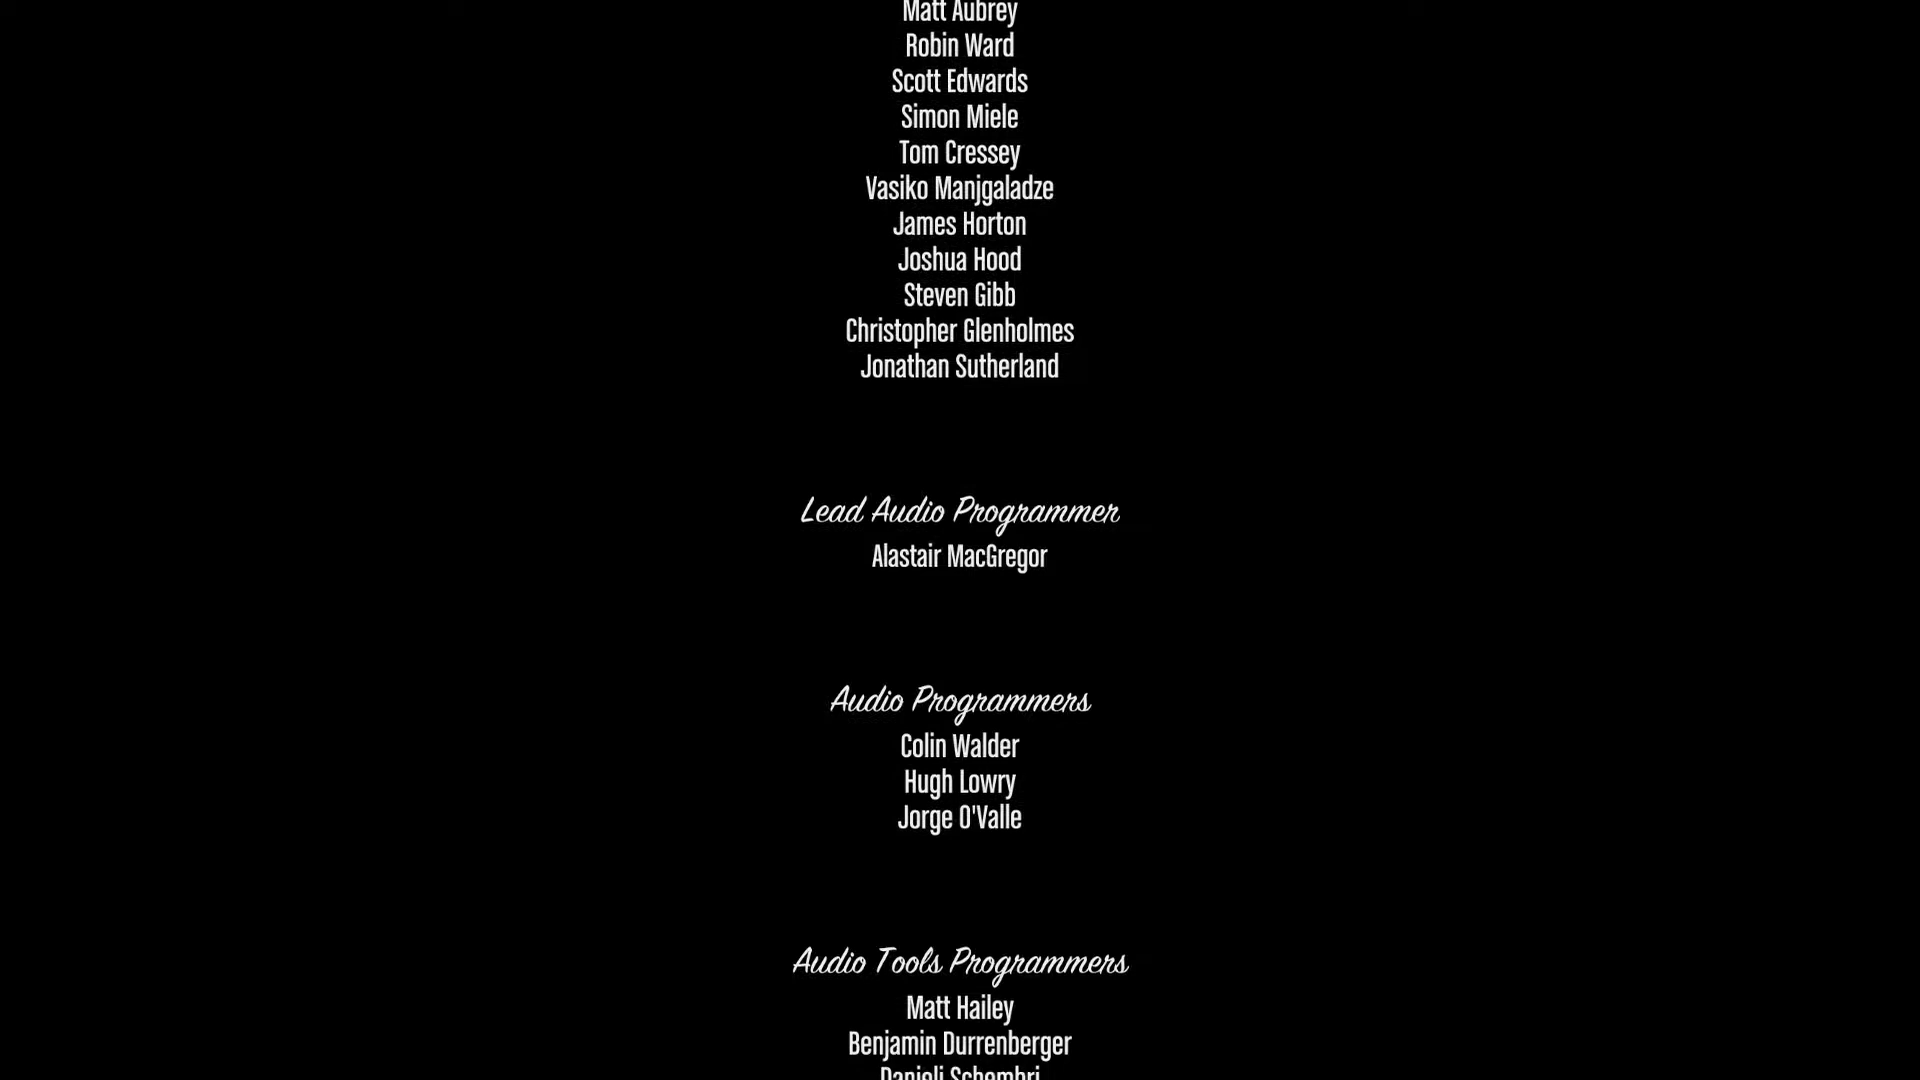 Matt Aubrey
Robin Ward
Scott Edwards
Simon Miele
Tom Cressey
Vasiko Manjgaladze
James Horton
Joshua Hood
Steven Gibb
Christopher Glenholmes
Jonathan Sutherland
Lead Audio Programmer
Alastair MacGregor
Audio Programmers
Colin Walder
Hugh Lowry
Jorge O'Valle
Audio Tools Programmers
Matt Hailey
Benjamin Durrenberger
Danjeli Schembri